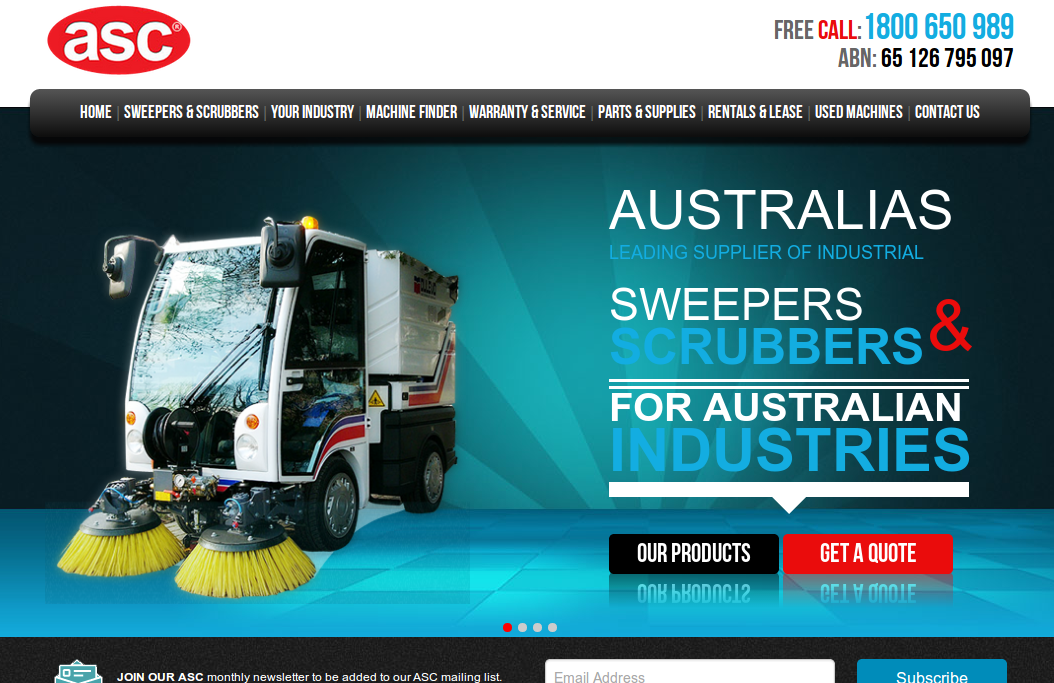 asc®
FREE CALL: 1800 650 989
ABN: 65 126 795 097
HOME | SWEEPERS & SCRUBBERS | YOUR INDUSTRY | MACHINE FINDER | WARRANTY & SERVICE | PARTS & SUPPLIES | RENTALS & LEASE | USED MACHINES | CONTACT US
AUSTRALIAS
LEADING SUPPLIER OF INDUSTRIAL
SWEEPERS &
SCRUBBERS
FOR AUSTRALIAN
INDUSTRIES
OUR PRODUCTS GET A QUOTE
JOIN OUR ASC monthly newsletter to be added to our ASC mailing list. Email Address Subscribe